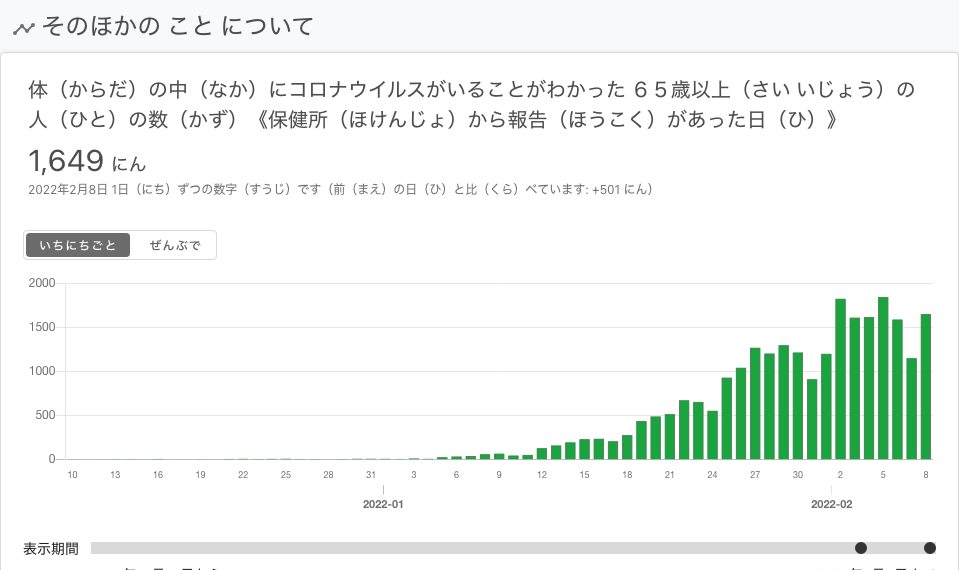 そのほかの こと について
体（からだ）の中（なか）にコロナウイルスがいることがわかった ６５歳以上（さい いじょう）の
人（ひと）の数（かず）《保健所（ほけんじょ）から報告（ほうこく）があった日（ひ）》
1,649 にん
2022年2月8日 1日（にち）ずつの数字（すうじ）です（前（まえ）の日（ひ）と比（くら）べています: +501 にん）
いちにちごと ぜんぶで
2000
1500
1000
500
0
10 13 16 19 22 25 28 31 3 6 9 12 15 18 21 24 27 30 2 5 8
2022-01 2022-02
表示期間